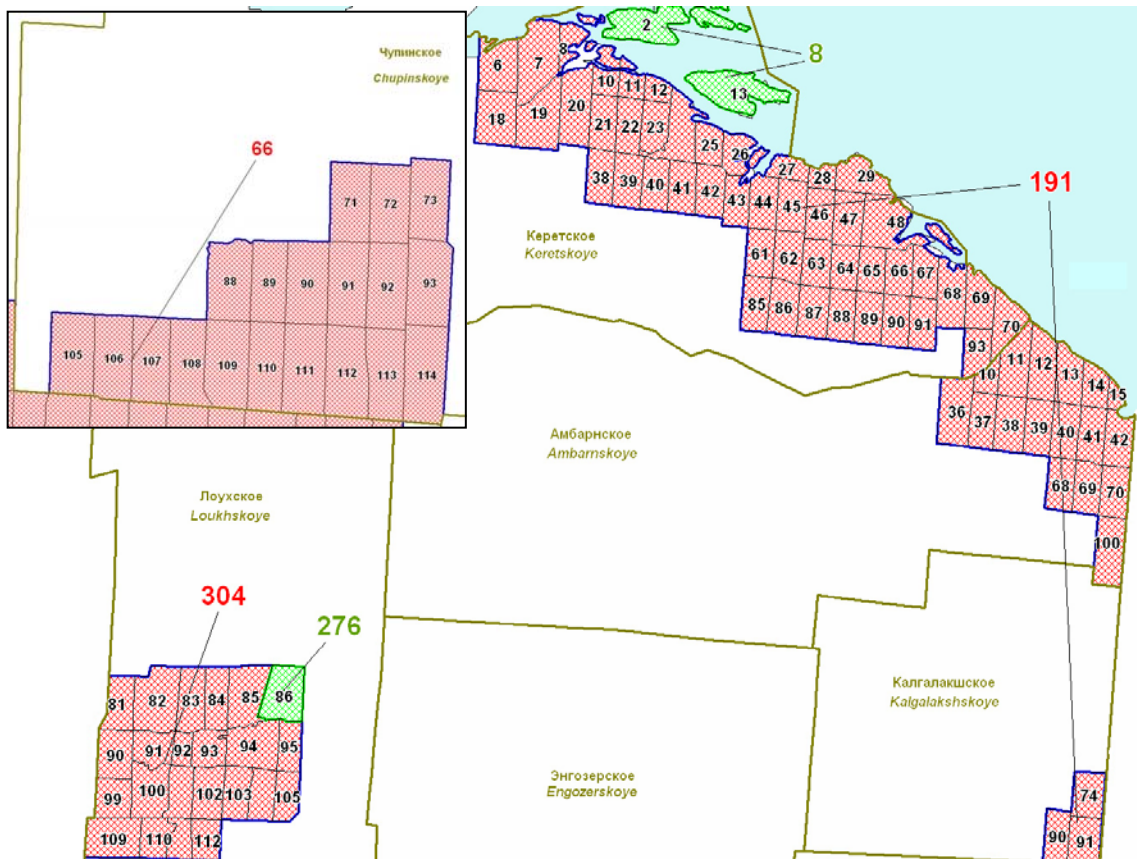 Чупинское
Chupinskoye
66
71 72 73
88 89 90 91 92 93
105 106 107 108 109 110 111 112 113 114
2
8
13
6 7 8
10 11 12
18 19 20 21 22 23 25 26
27 28 29
191
38 39 40 41 42 43 44 45 46 47 48
Керетское
Keretskoye
61 62 63 64 65 66 67 68 69 70
85 86 87 88 89 90 91 93
10 11 12 13 14 15
36 37 38 39 40 41 42
68 69 70
100
Амбарнское
Ambarnskoye
Лоухское
Loukhskoye
304
276
81 82 83 84 85 86
90 91 92 93 94 95
99 100 102 103 105
109 110 112
Калгалакшское
Kalgalakshskoye
Энгозерское
Engozerskoye
74
90 91